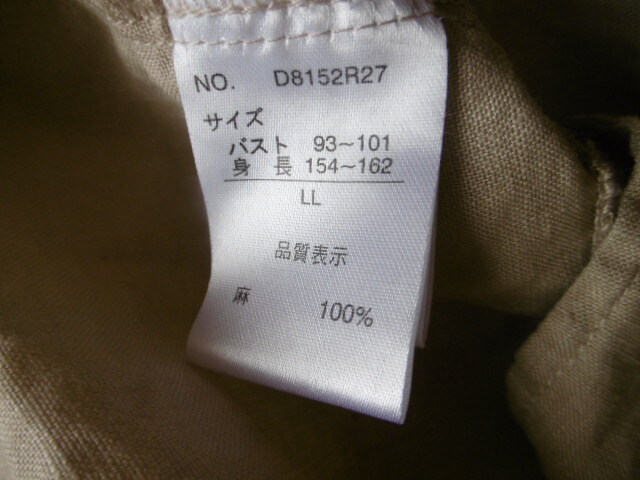 NO. D8152R27
サイズ
バスト 93~101
身長 154~162
LL
品質表示
麻 100%